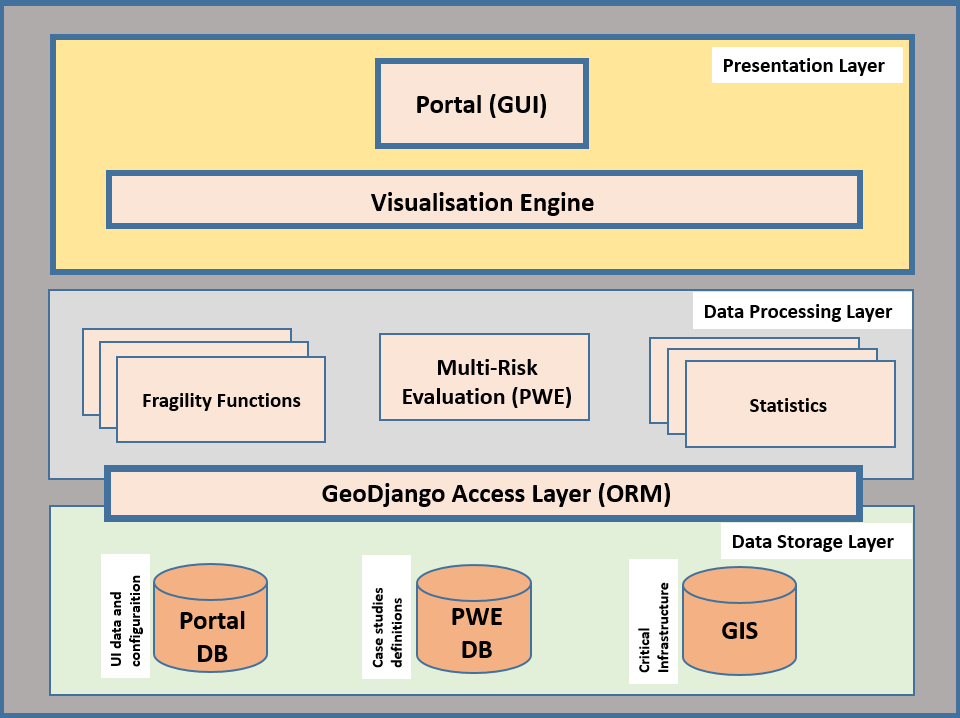 Presentation Layer
Portal (GUI)
Visualisation Engine
Data Processing Layer
Fragility Functions
Multi-Risk
Evaluation (PWE)
Statistics
GeoDjango Access Layer (ORM)
Data Storage Layer
UI data and
configuraition
Portal
DB
Case studies
definitions
PWE
DB
Critical
Infrastructure
GIS